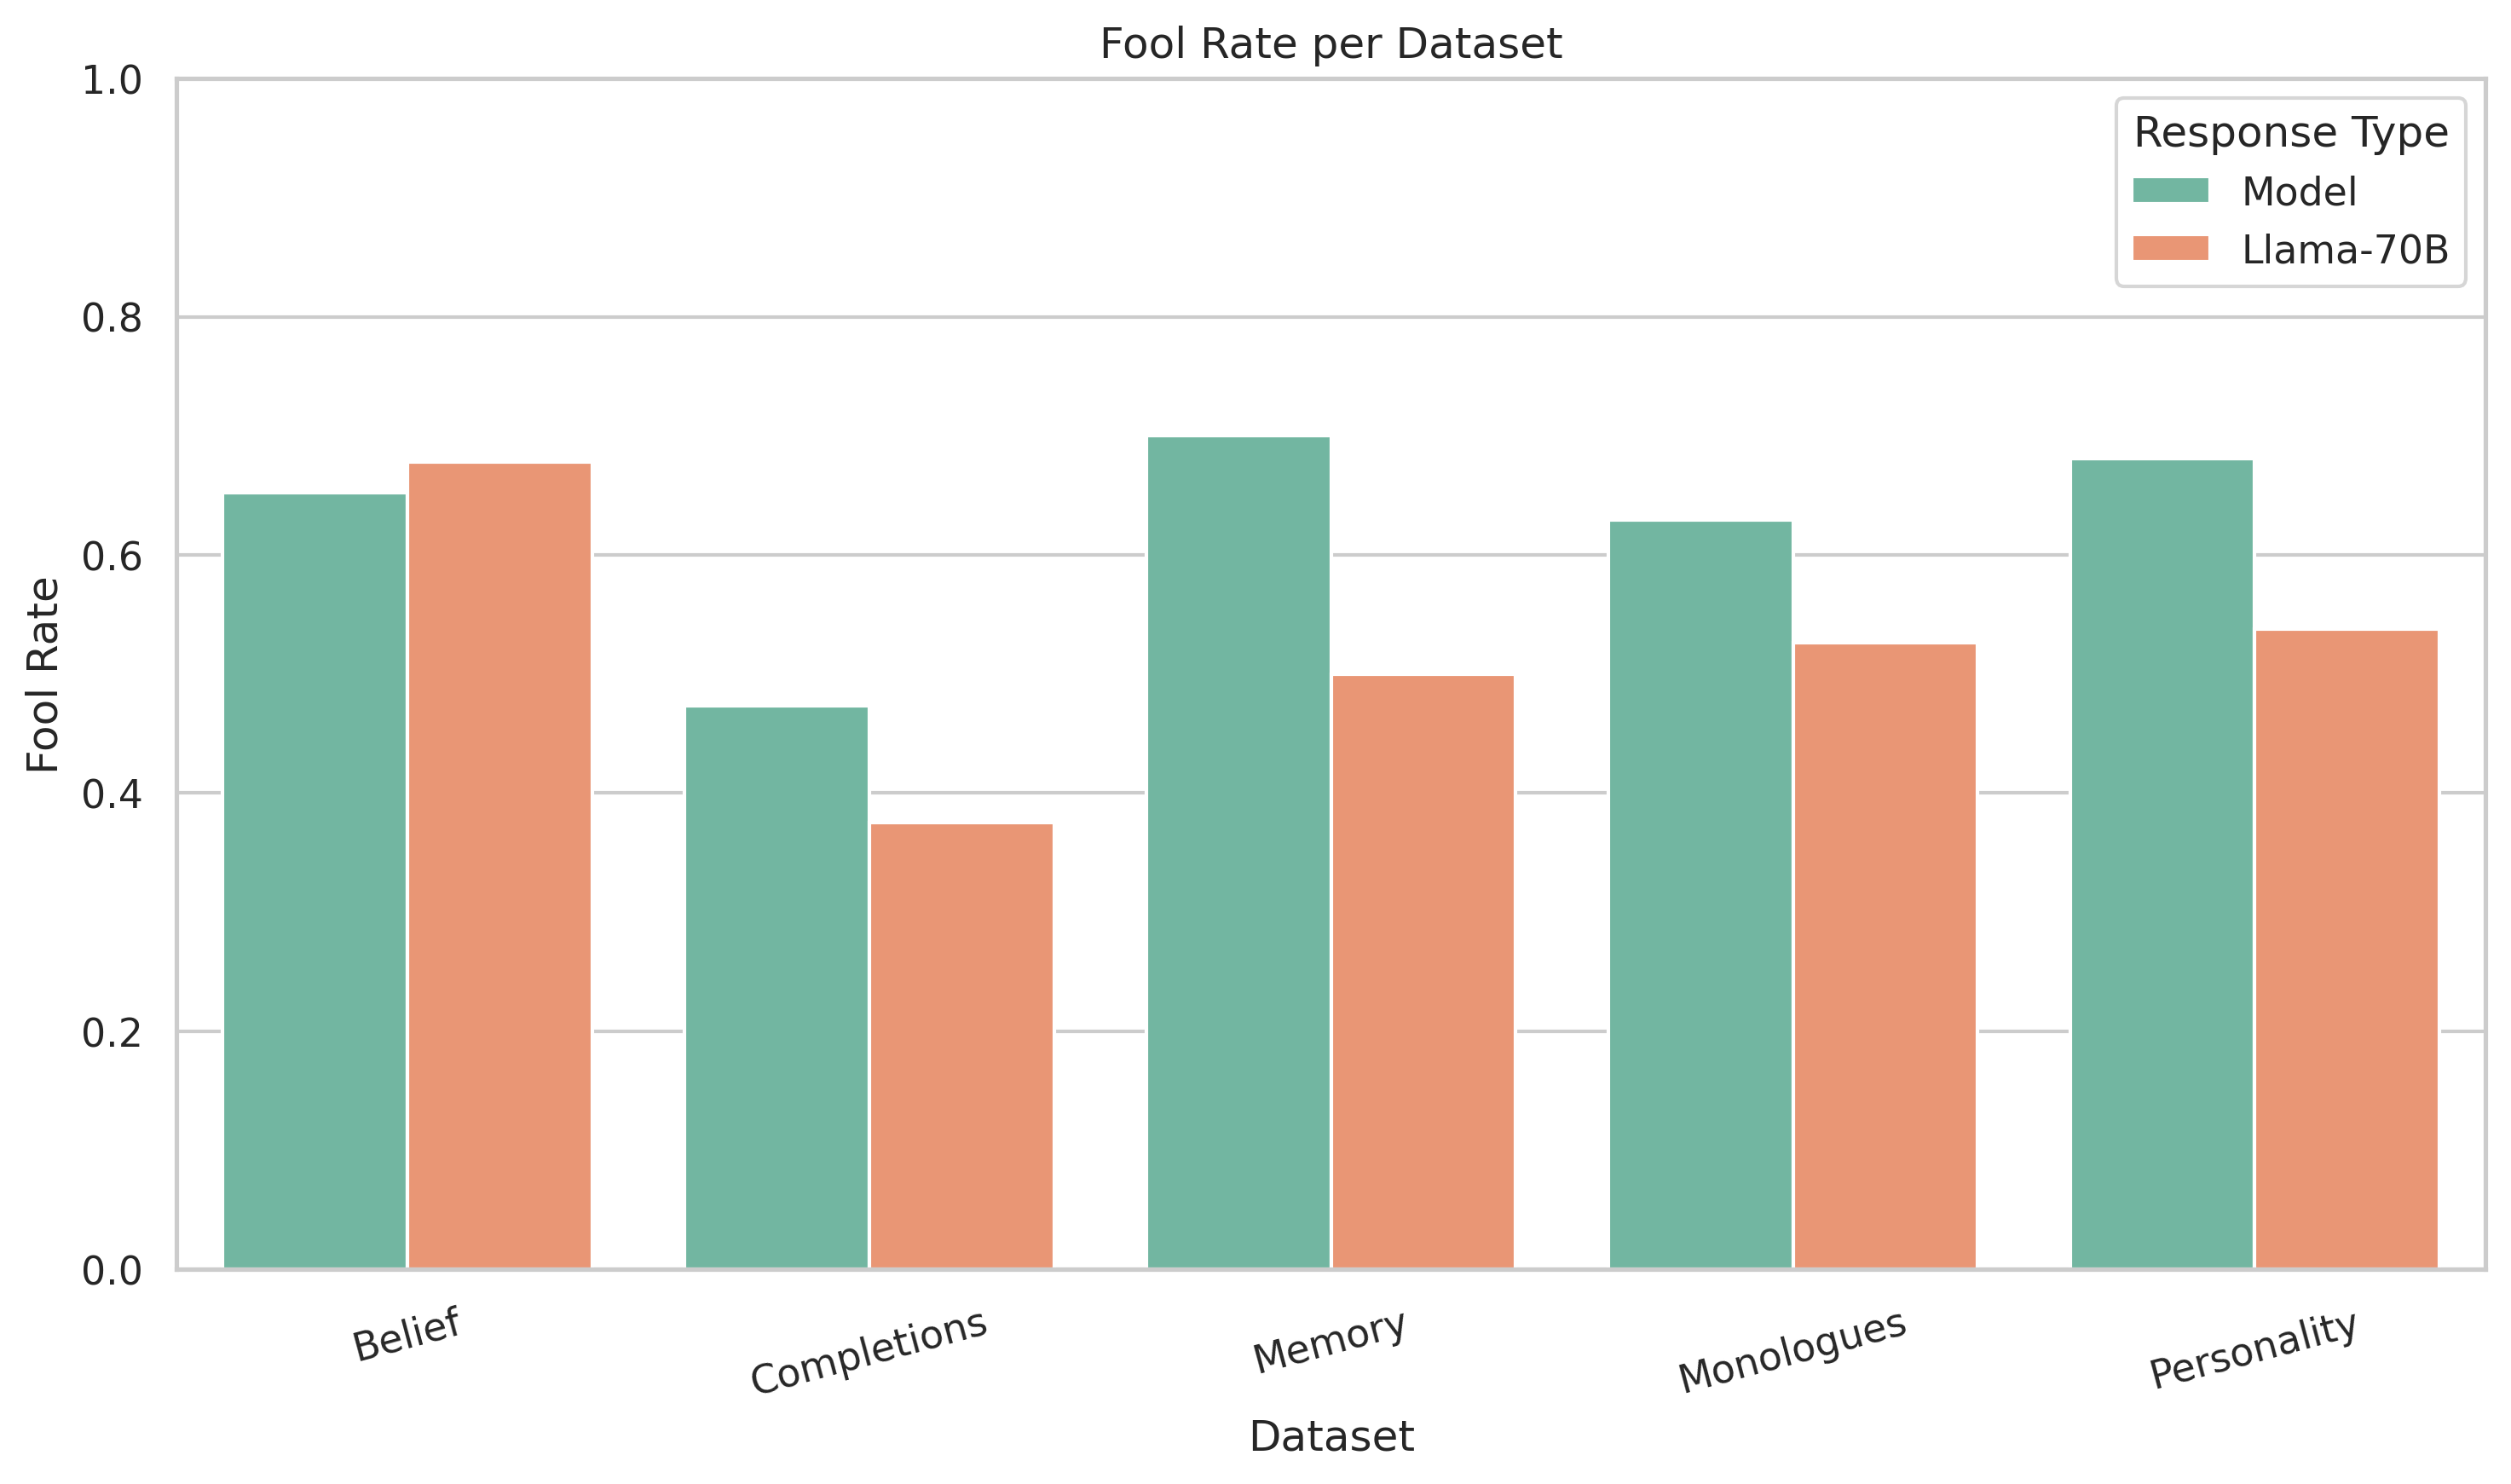 Fool Rate per Dataset
Response Type
Model
Llama-70B
1.0
0.8
0.6
0.4
0.2
0.0
Fool Rate
Belief
Completions
Memory
Monologues
Personality
Dataset